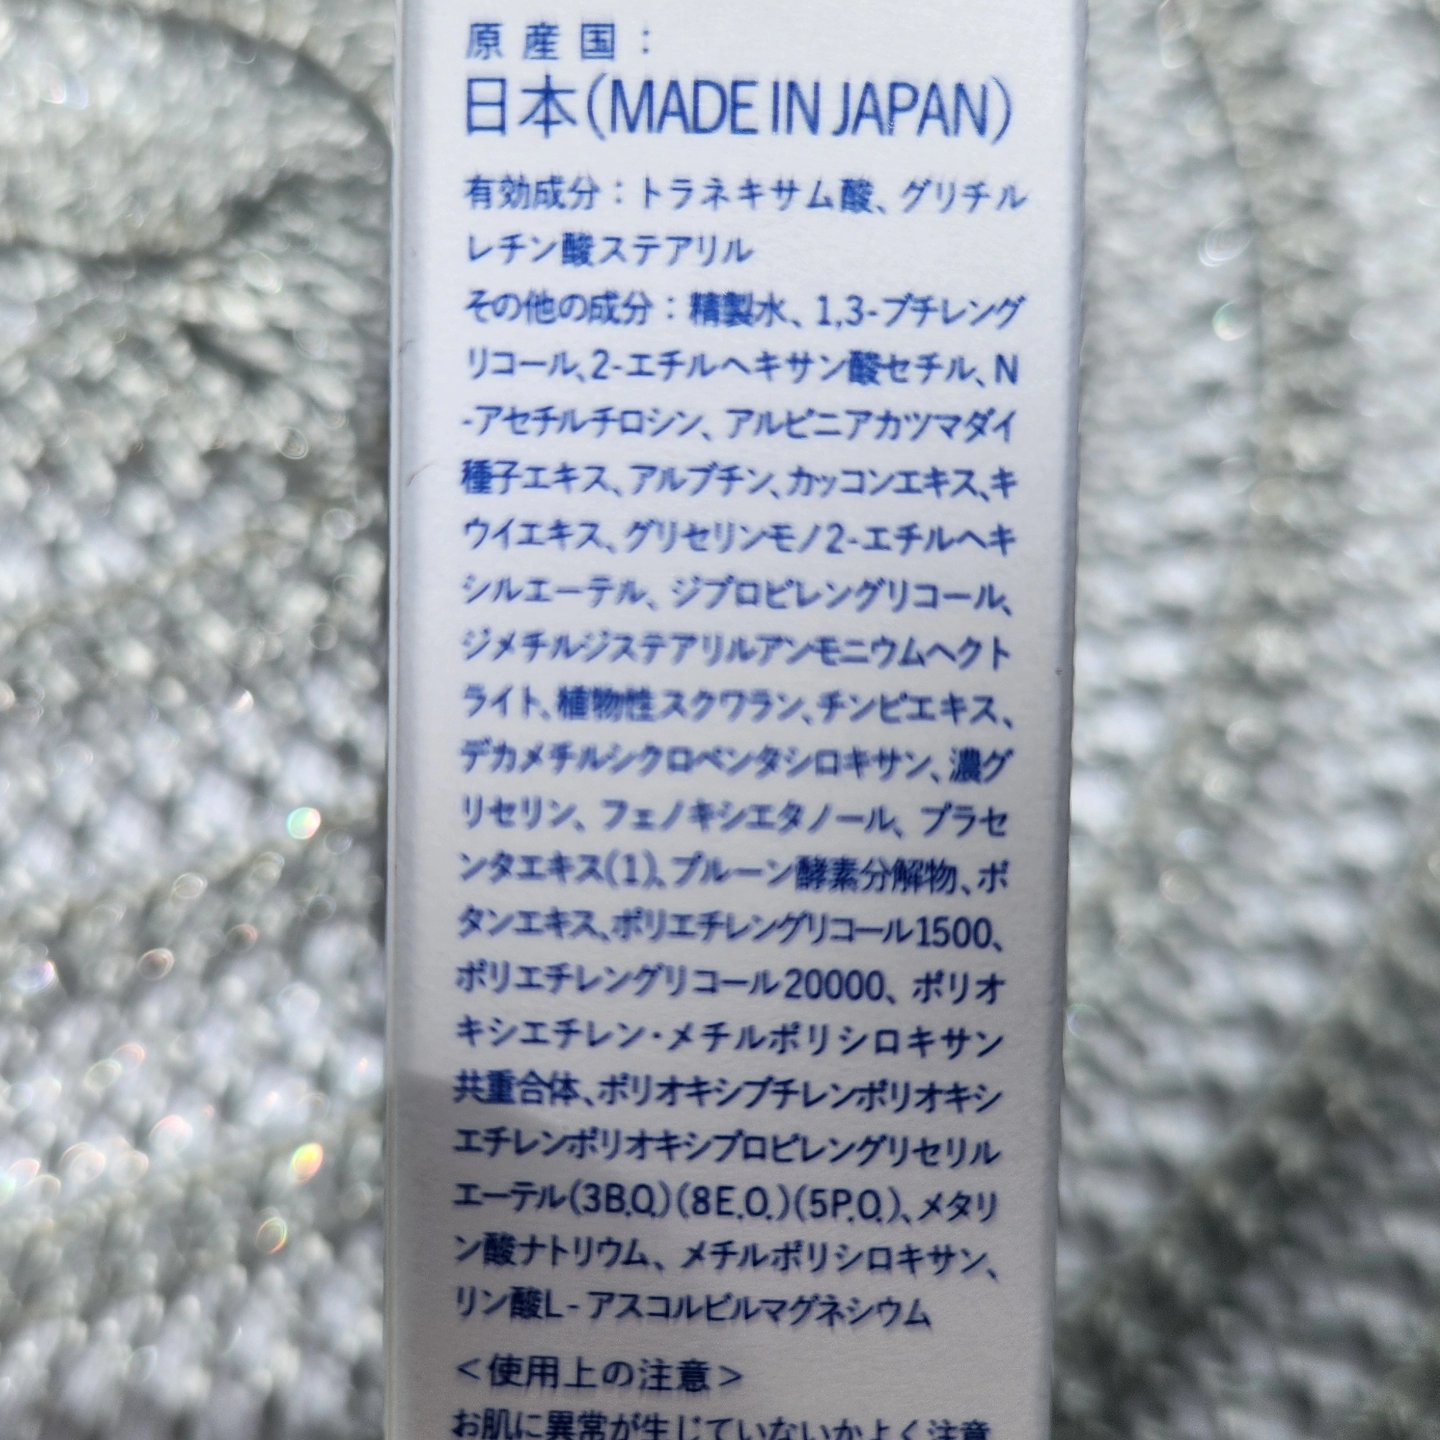 原産国：
日本(MADE IN JAPAN)
有効成分：トラネキサム酸、グリチル
レチン酸ステアリル
その他の成分：精製水、1,3-ブチレング
リコール、2-エチルヘキサン酸セチル、N
-アセチルチロシン、アルピニアカツマダイ
種子エキス、アルブチン、カッコンエキス、キ
ウイエキス、グリセリンモノ2-エチルヘキ
シルエーテル、ジプロピレングリコール、
ジメチルジステアリルアンモニウムヘクト
ライト、植物性スクワラン、チンピエキス、
デカメチルシクロペンタシロキサン、濃グ
リセリン、フェノキシエタノール、プラセ
ンタエキス(1)、プルーン酵素分解物、ボ
タンエキス、ポリエチレングリコール1500、
ポリエチレングリコール20000、ポリオ
キシエチレン・メチルポリシロキサン
共重合体、ポリオキシブチレンポリオキシ
エチレンポリオキシプロピレングリセリル
エーテル(3B.O.)(8E.O.)(5P.O.)、メタリ
ン酸ナトリウム、メチルポリシロキサン、
リン酸L-アスコルビルマグネシウム
＜使用上の注意＞
お肌に異常が生じていないかよく注意